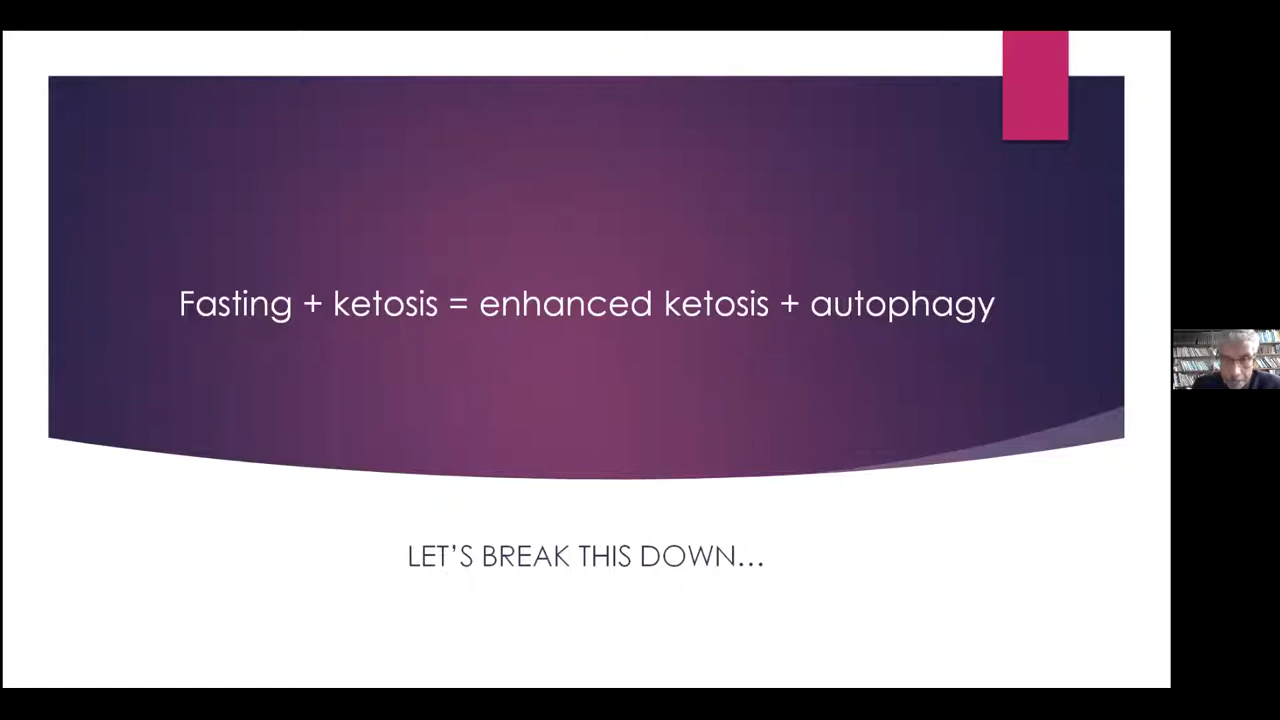 Fasting + ketosis = enhanced ketosis + autophagy
LET’S BREAK THIS DOWN…